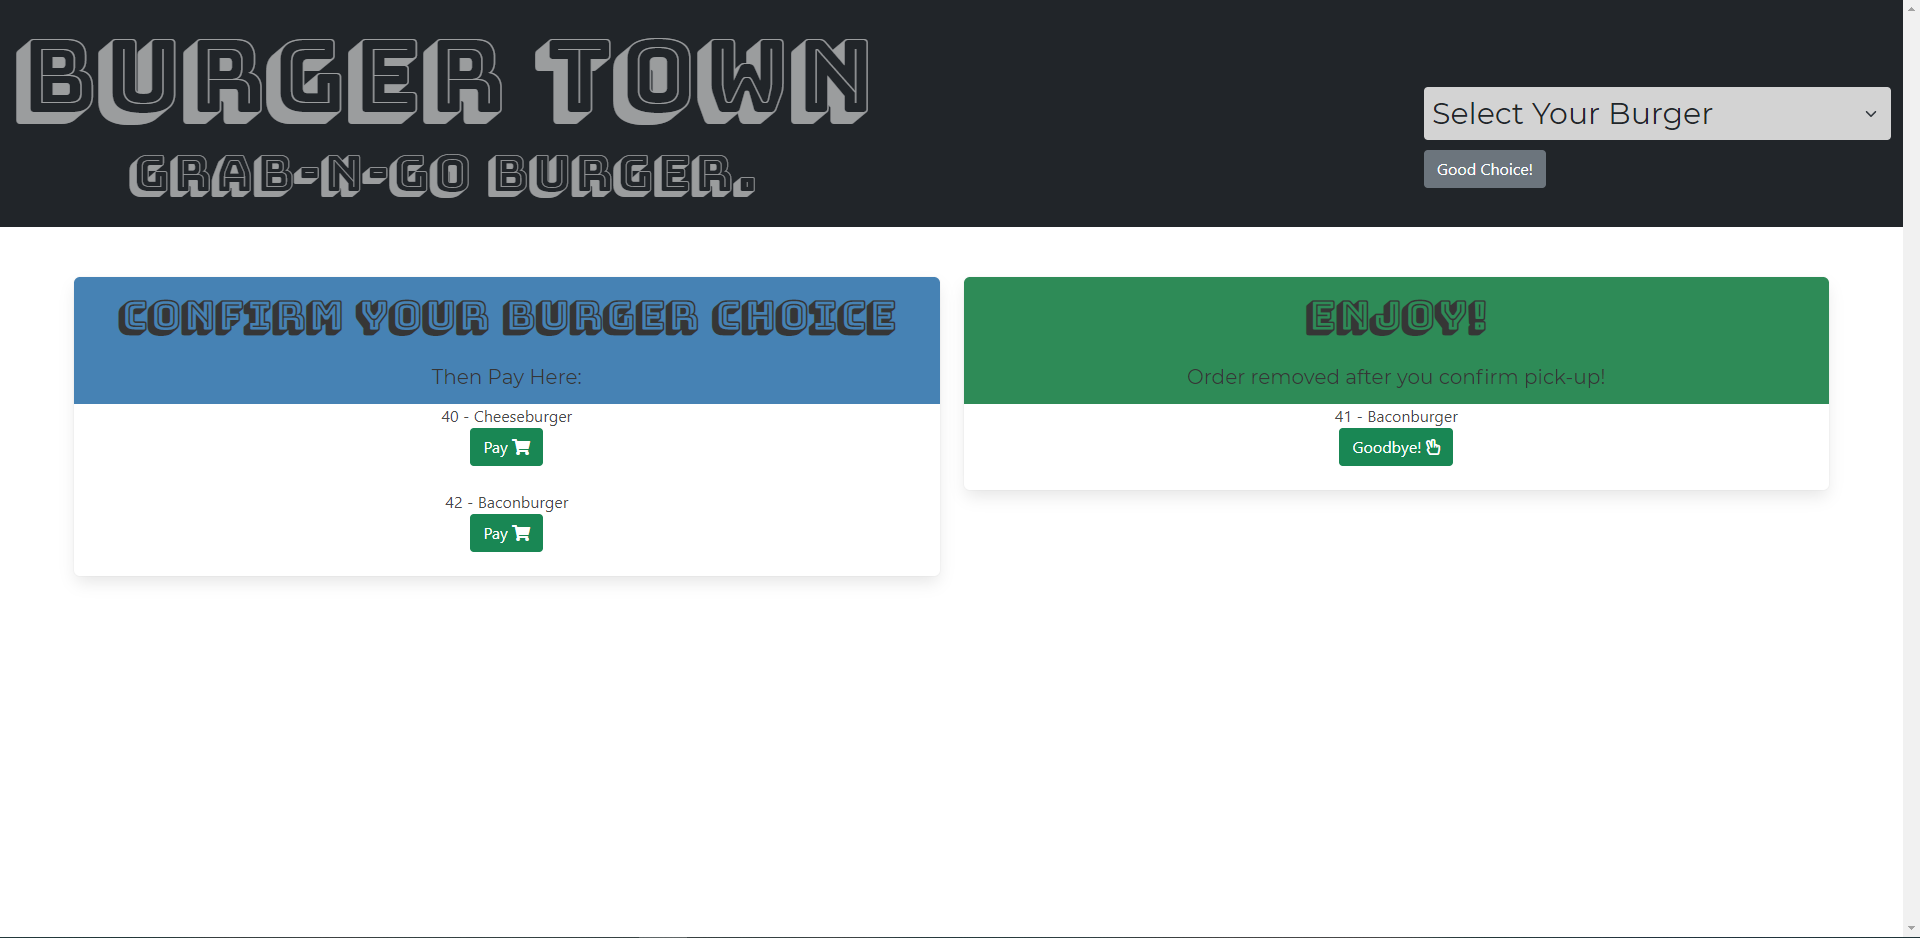 BURGER TOWN
GRAB-N-GO BURGER.
Select Your Burger
Good Choice!
CONFIRM YOUR BURGER CHOICE
Then Pay Here:
40 - Cheeseburger
Pay
42 - Baconburger
Pay
ENJOY!
Order removed after you confirm pick-up!
41 - Baconburger
Goodbye!